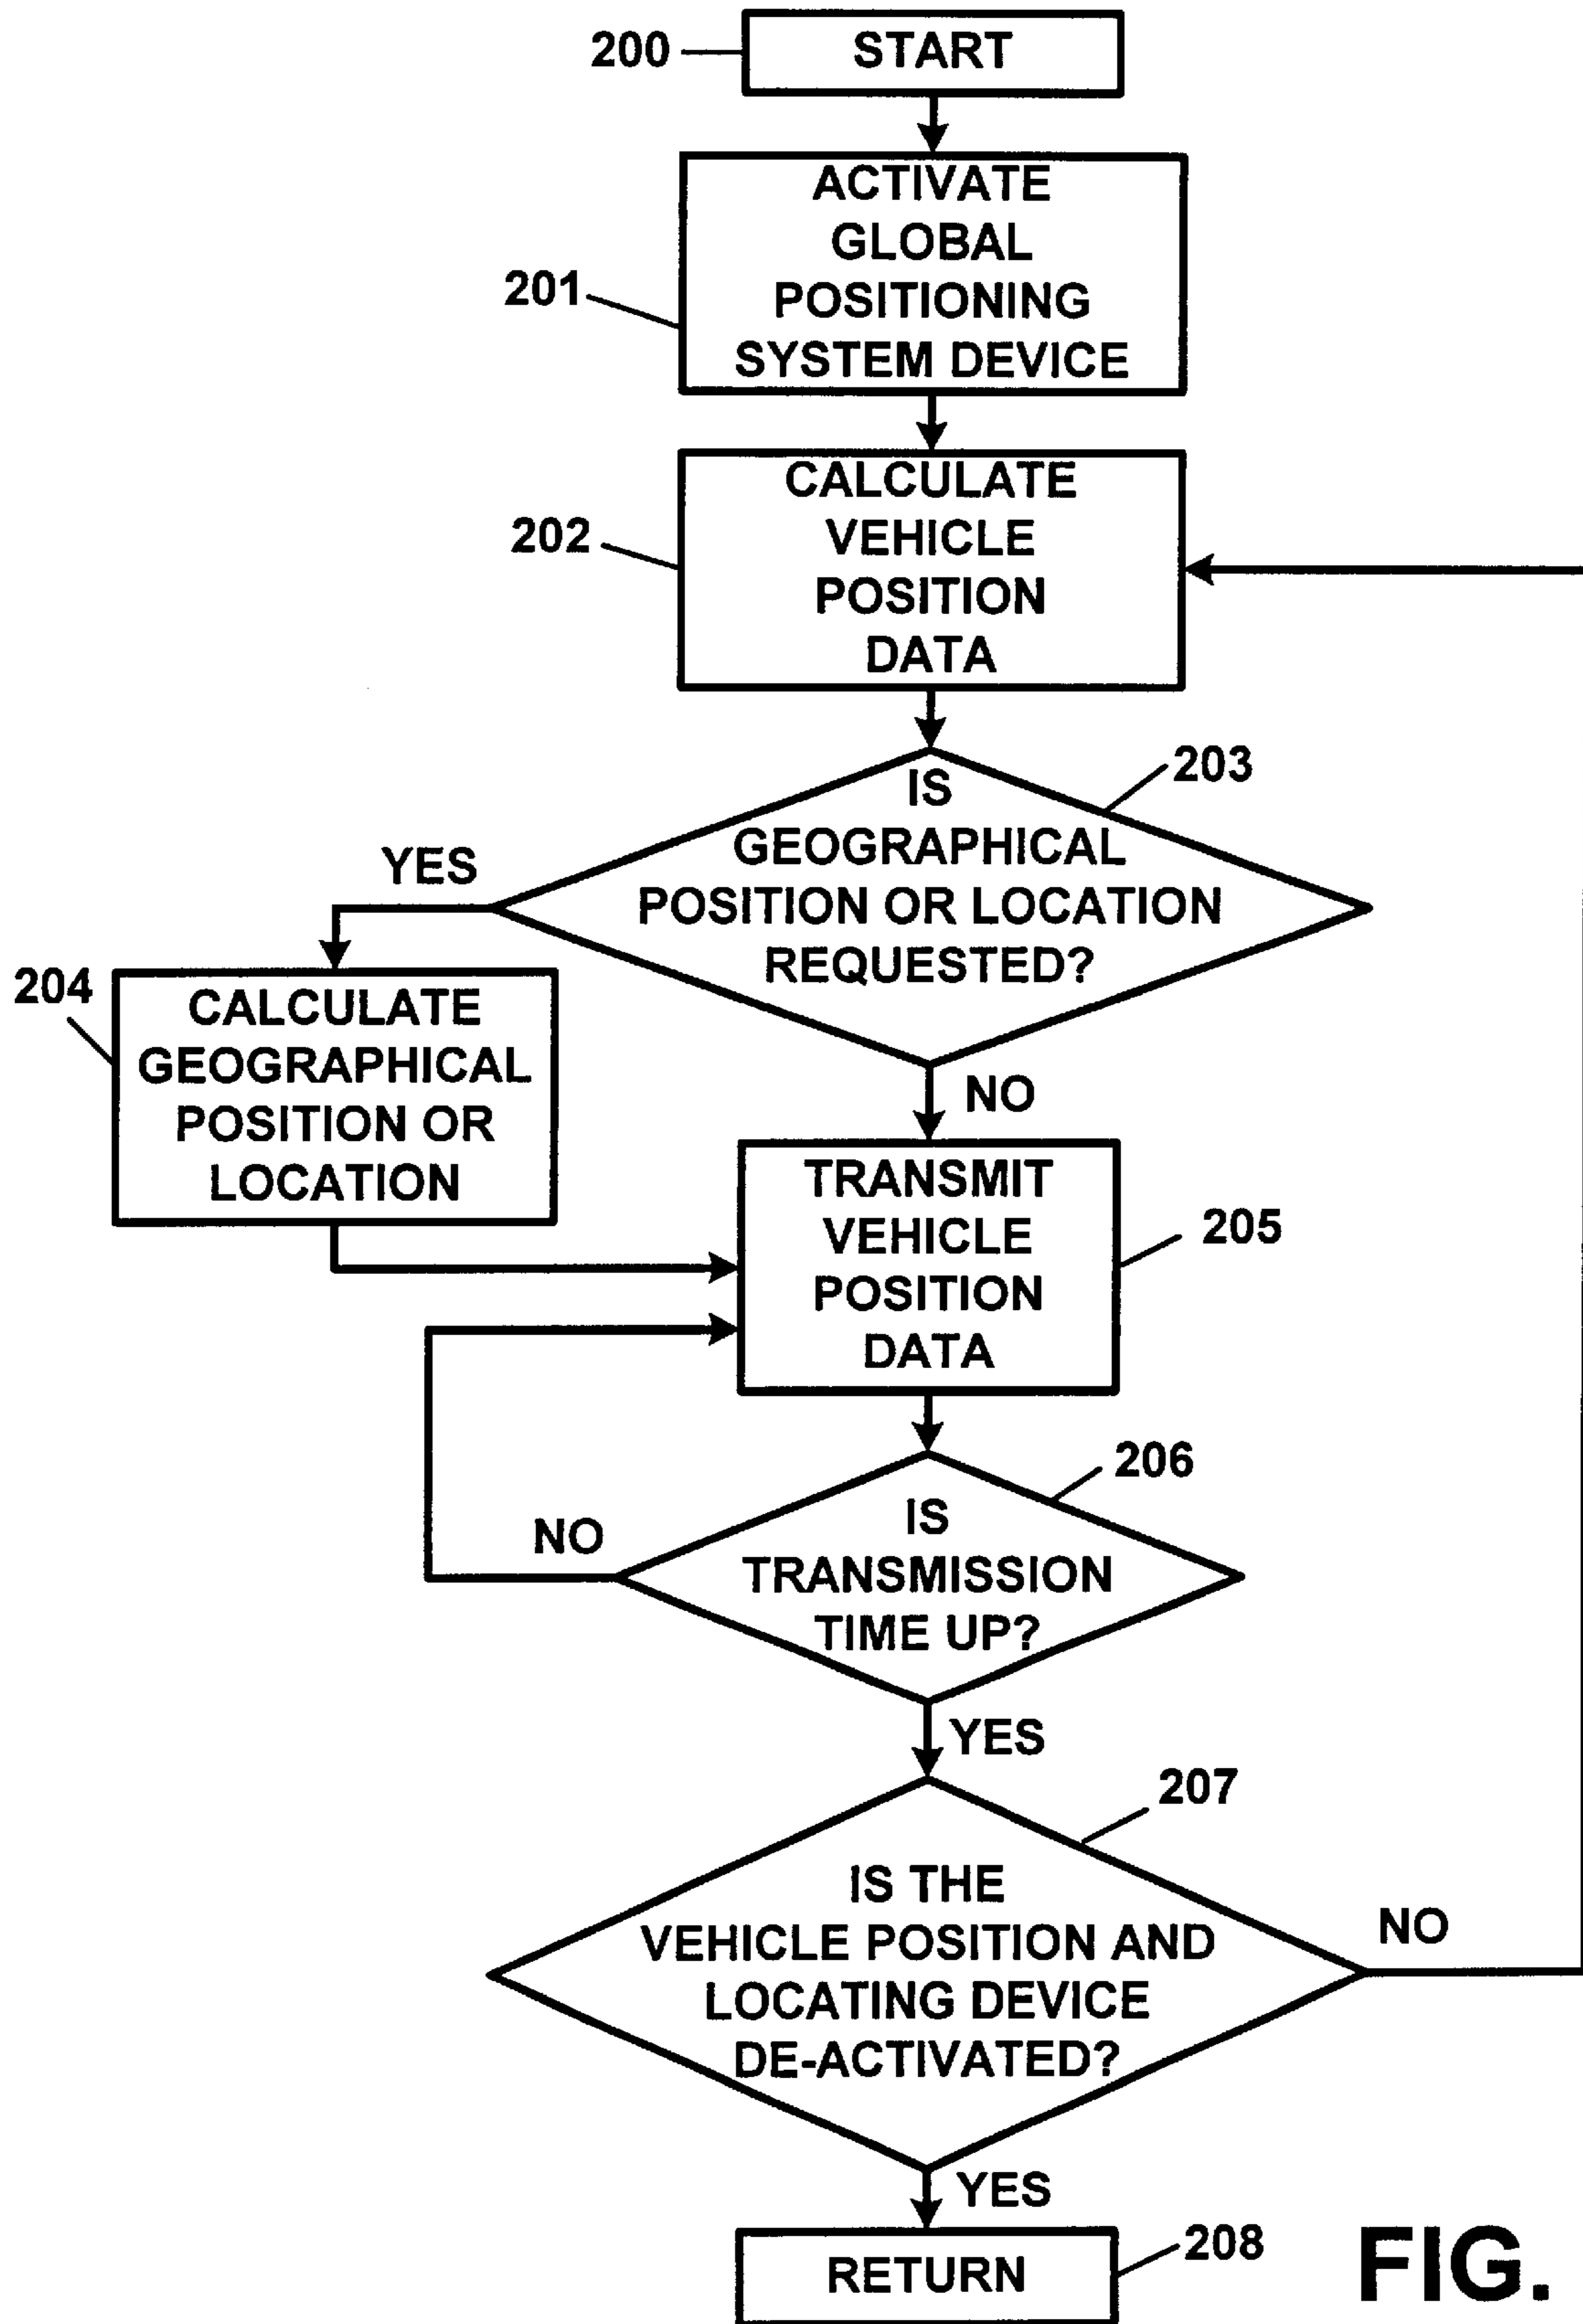 200
START
201
ACTIVATE
GLOBAL
POSITIONING
SYSTEM DEVICE
202
CALCULATE
VEHICLE
POSITION
DATA
203
IS
GEOGRAPHICAL
POSITION OR LOCATION
REQUESTED?
YES
204
CALCULATE
GEOGRAPHICAL
POSITION OR
LOCATION
NO
TRANSMIT
VEHICLE
POSITION
DATA
205
206
IS
TRANSMISSION
TIME UP?
NO
YES
207
IS THE
VEHICLE POSITION AND
LOCATING DEVICE
DE-ACTIVATED?
NO
YES
RETURN
208
FIG.